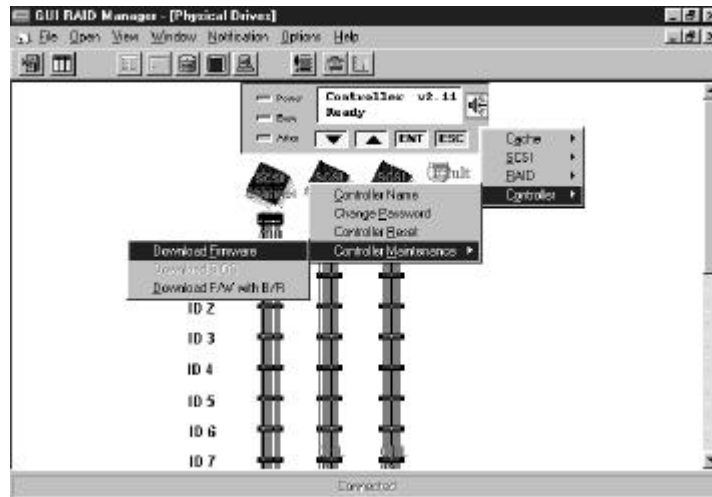 GUI RAID Manager - [Physical Drives]
File Open View Window Notification Options Help
Power
Busy
Controller v2.11
Ready
ENT ESC
Cache
SCSI
RAID
Controller
Controller Name
Change Password
Controller Reset
Controller Maintenance
Download Firmware
Download F/W with B/R
ID 2
ID 3
ID 4
ID 5
ID 6
ID 7
Connected